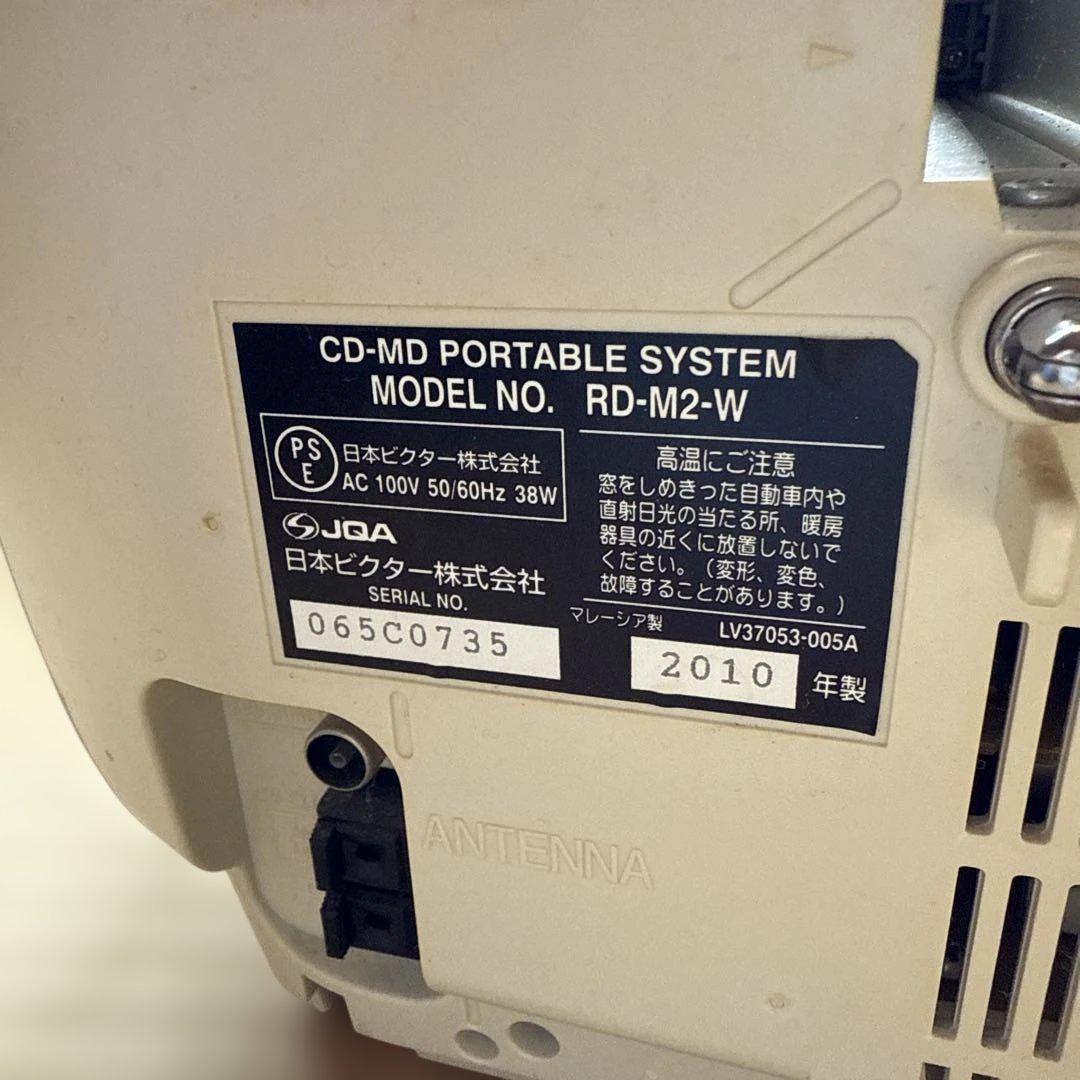 CD-MD PORTABLE SYSTEM
MODEL NO. RD-M2-W
PS
E
日本ビクター株式会社
AC 100V 50/60Hz 38W
JQA
日本ビクター株式会社
SERIAL NO.
065C0735
高温にご注意
窓をしめきった自動車内や
直射日光の当たる所、暖房
器具の近くに放置しないで
ください。(変形、変色、
故障することがあります。)
マレーシア製 LV37053-005A
2010 年製
ANTENNA